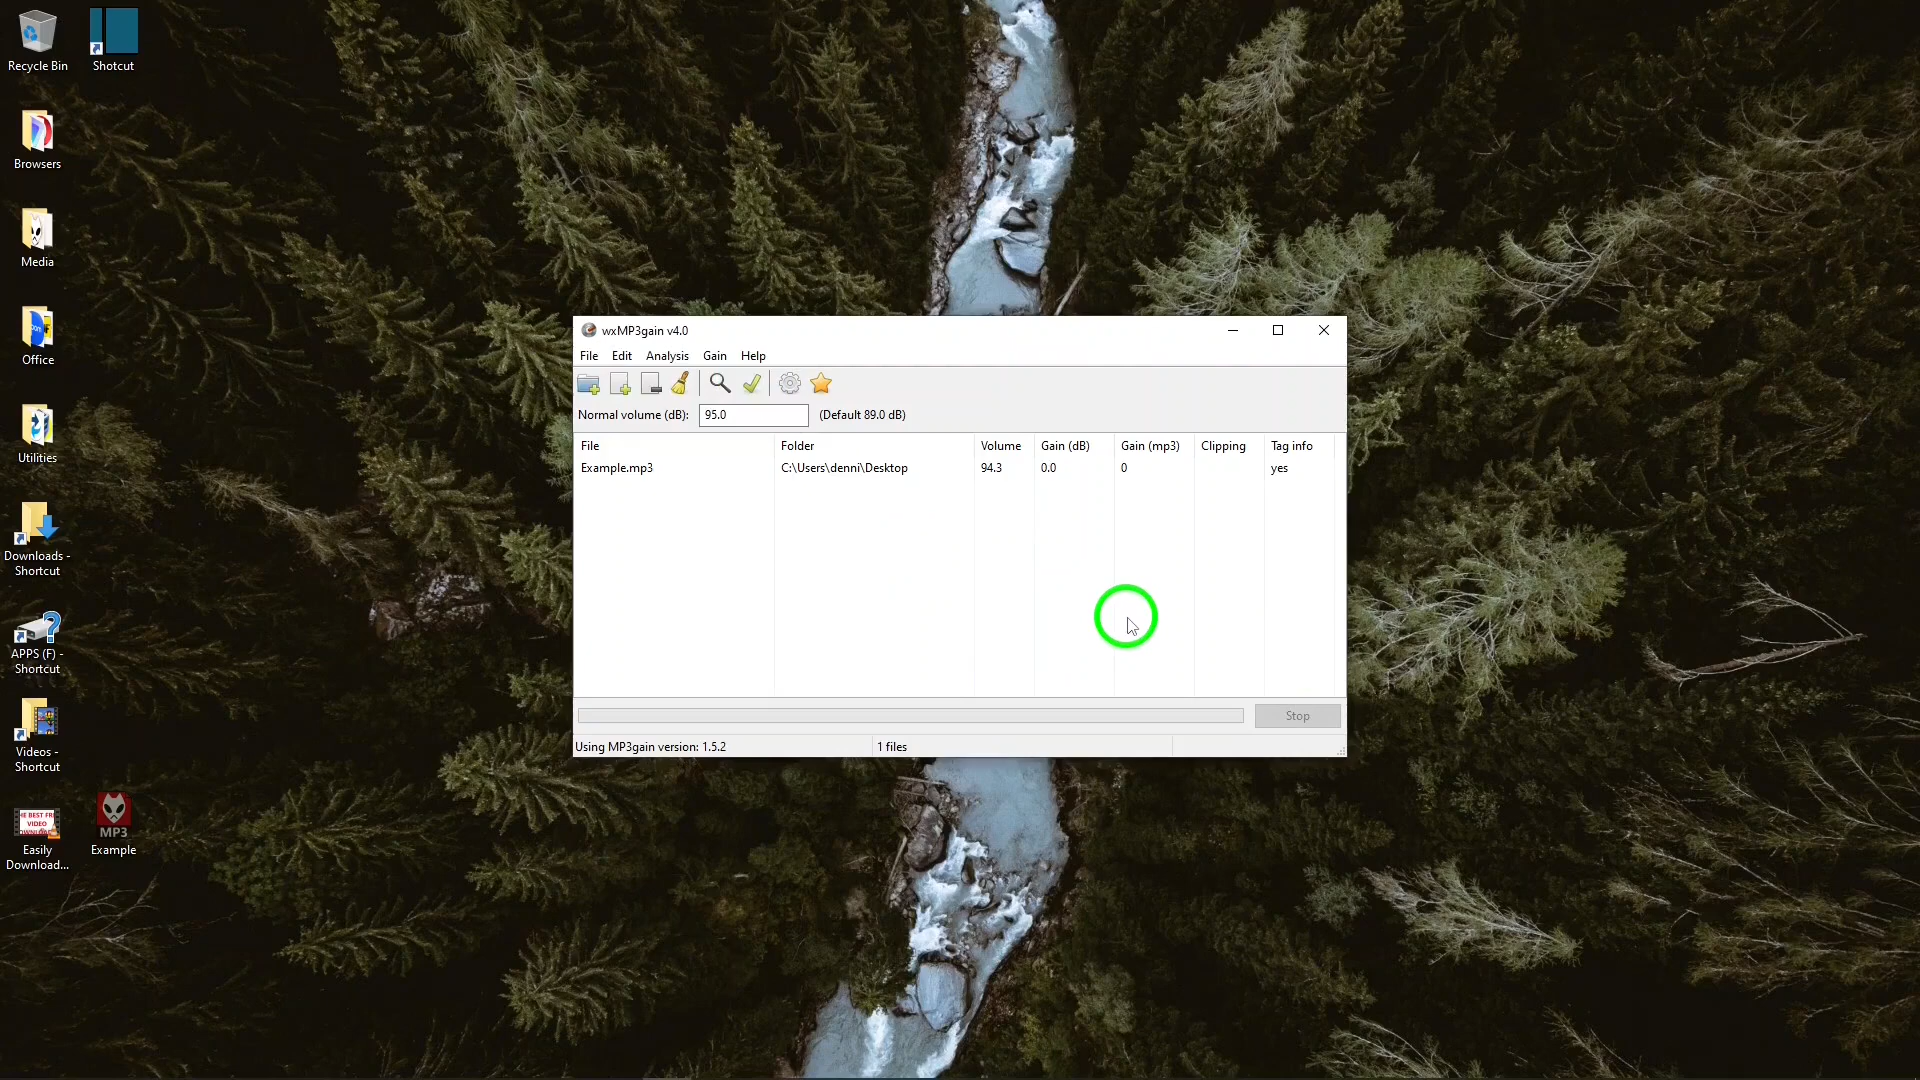 Recycle Bin
Shotcut
Browsers
Media
Office
Utilities
Downloads -
Shortcut
APPS (F) -
Shortcut
Videos -
Shortcut
Easily
Download...
MP3
Example
wxMP3gain v4.0
File Edit Analysis Gain Help
Normal volume (dB): 95.0 (Default 89.0 dB)
File Folder Volume Gain (dB) Gain (mp3) Clipping Tag info
Example.mp3 C:\Users\denni\Desktop 94.3 0.0 0 yes
Stop
Using MP3gain version: 1.5.2 1 files